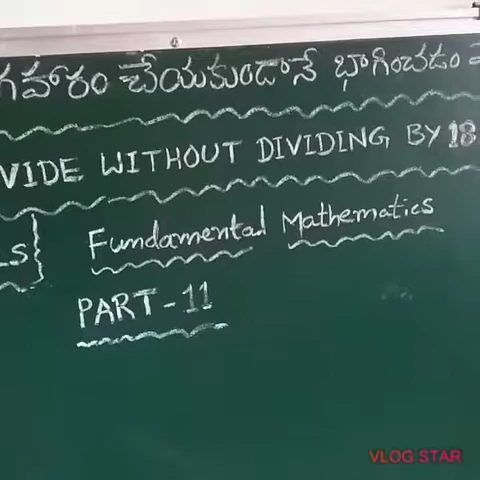 గహారం చేయకుండానే భాగించడం
VIDE WITHOUT DIVIDING BY 18
LS} Fundamental Mathematics
PART-11
VLOG STAR